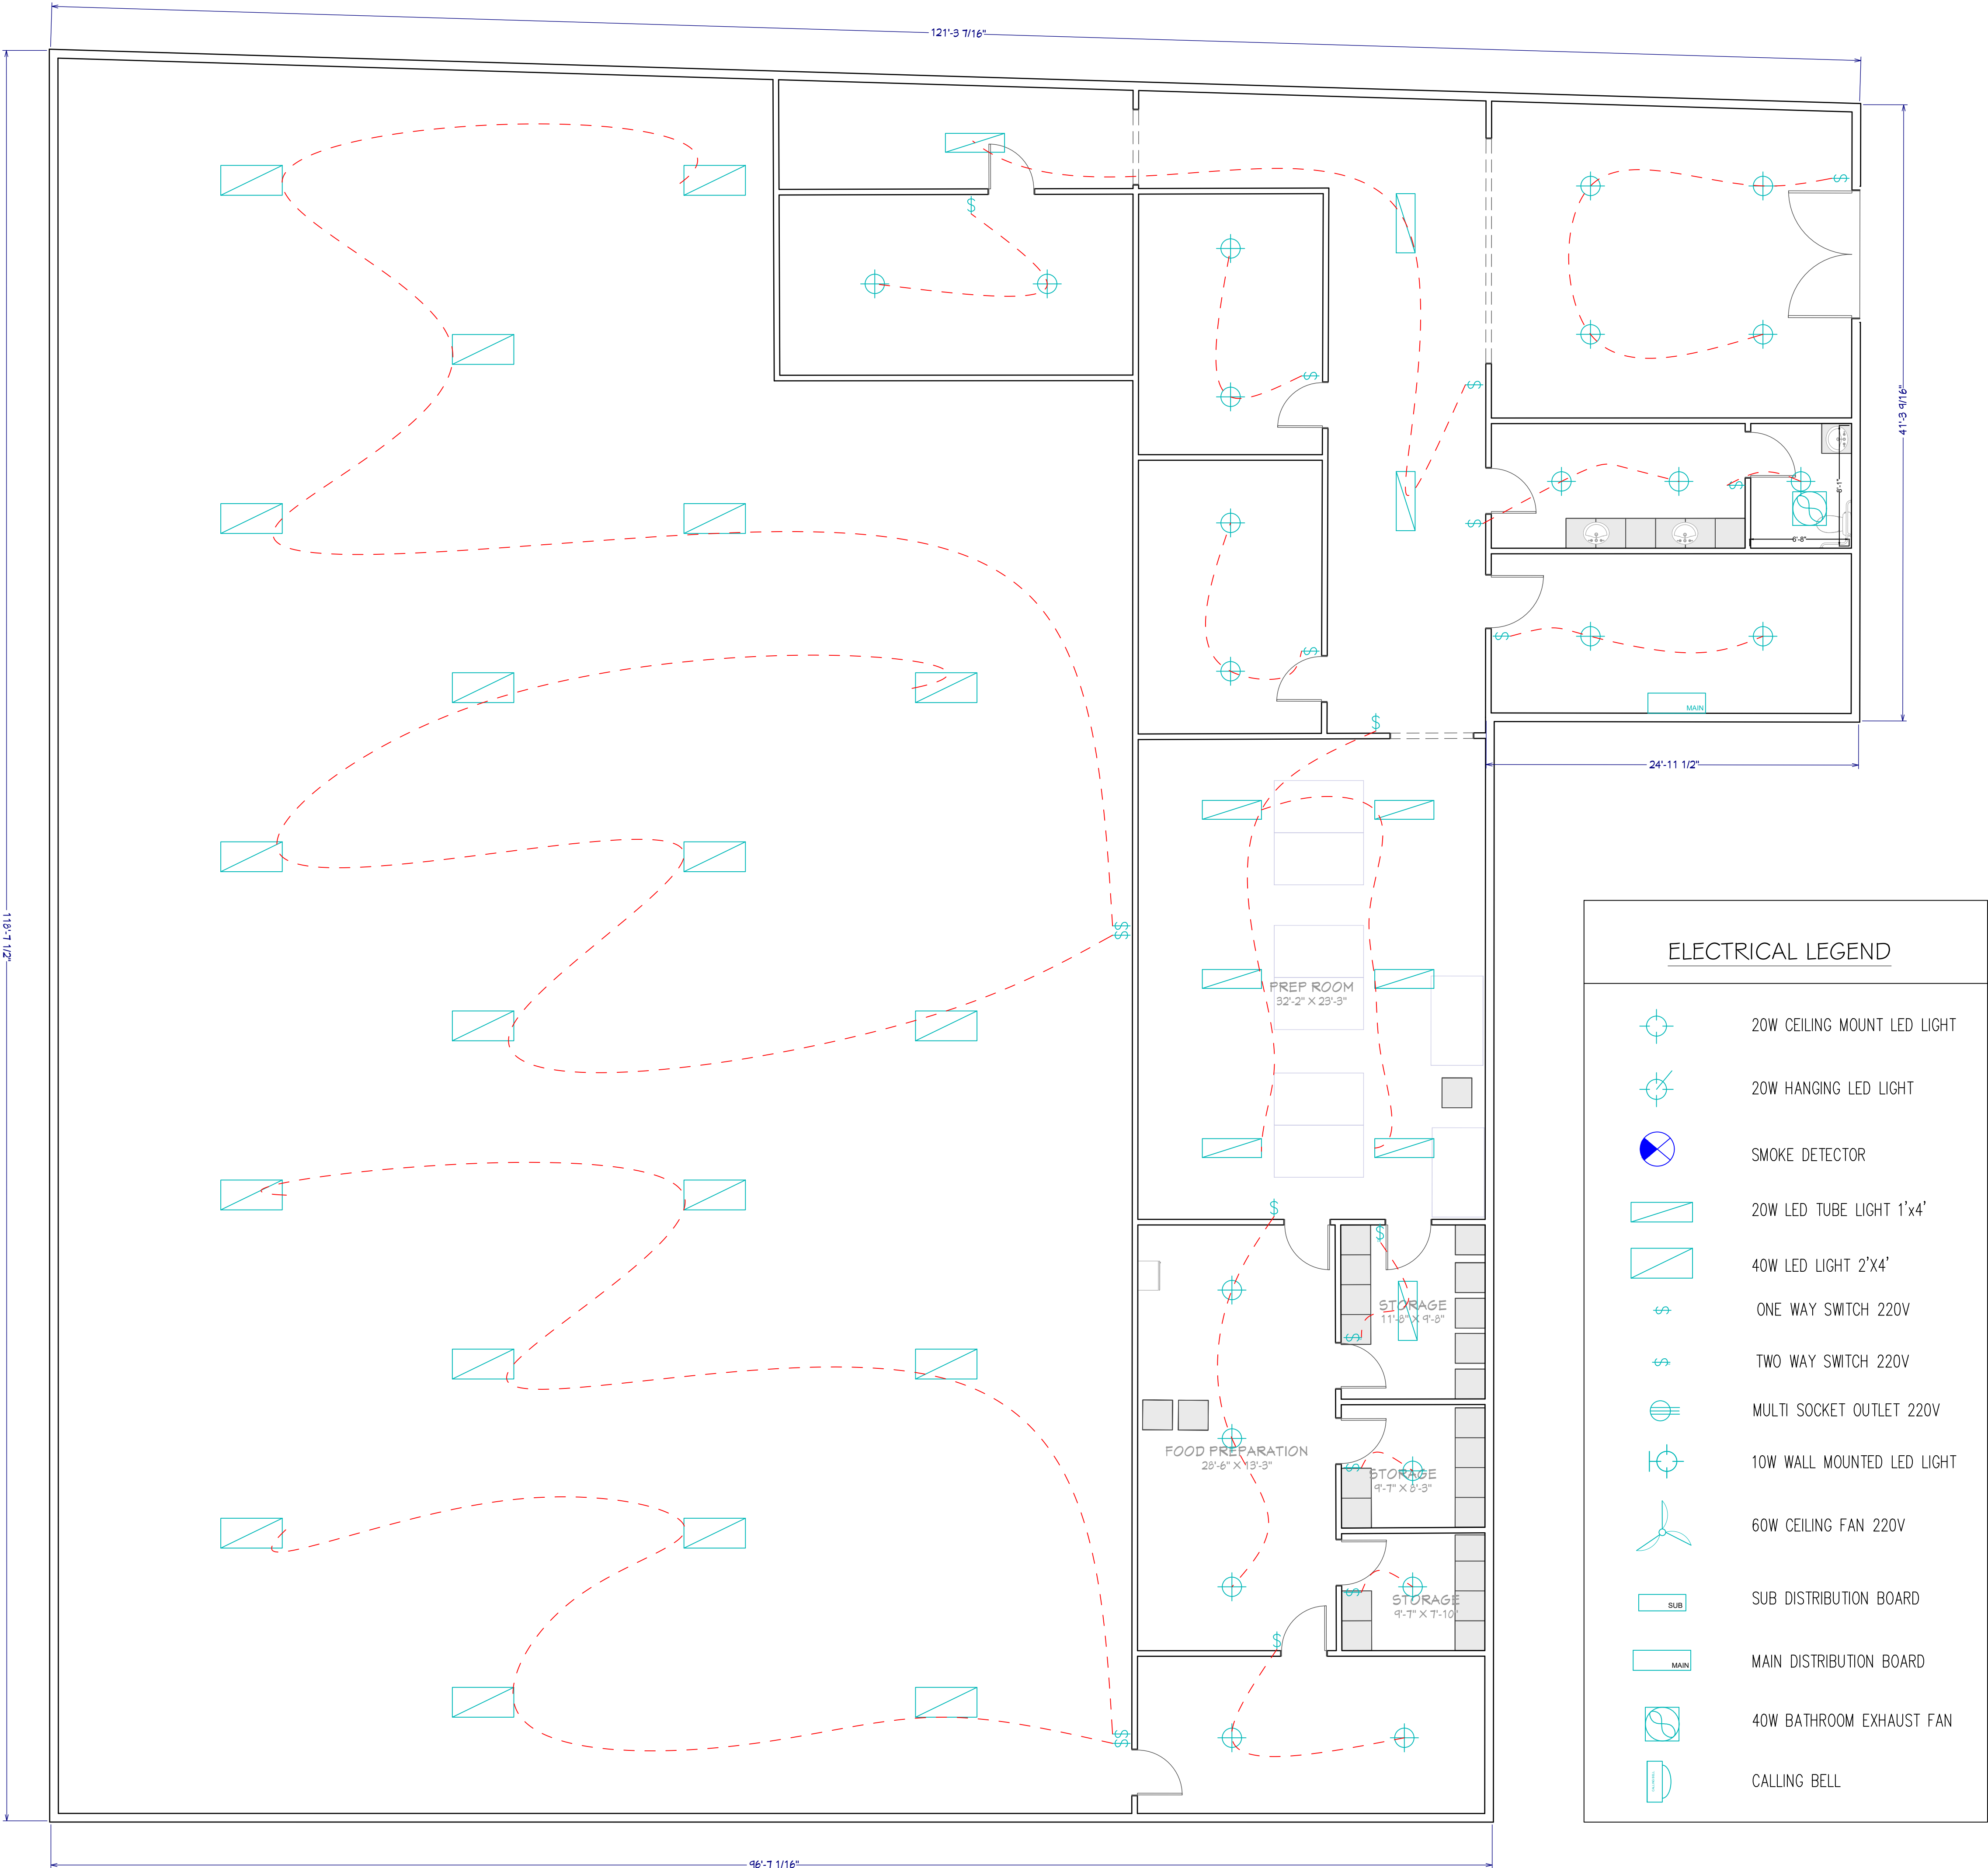 121'-3 7/16"
118'-7 1/2"
41'-3 9/16"
8'-1"
6'-8"
MAIN
24'-11 1/2"
PREP ROOM
32'-2" X 23'-3"
STORAGE
11'-8" X 9'-8"
FOOD PREPARATION
28'-6" X 13'-3"
STORAGE
9'-7" X 8'-3"
STORAGE
9'-7" X 7'-10"
96'-7 1/16"
ELECTRICAL LEGEND
20W CEILING MOUNT LED LIGHT
20W HANGING LED LIGHT
SMOKE DETECTOR
20W LED TUBE LIGHT 1'x4'
40W LED LIGHT 2'X4'
ONE WAY SWITCH 220V
TWO WAY SWITCH 220V
MULTI SOCKET OUTLET 220V
10W WALL MOUNTED LED LIGHT
60W CEILING FAN 220V
SUB
SUB DISTRIBUTION BOARD
MAIN
MAIN DISTRIBUTION BOARD
40W BATHROOM EXHAUST FAN
CALLING BELL